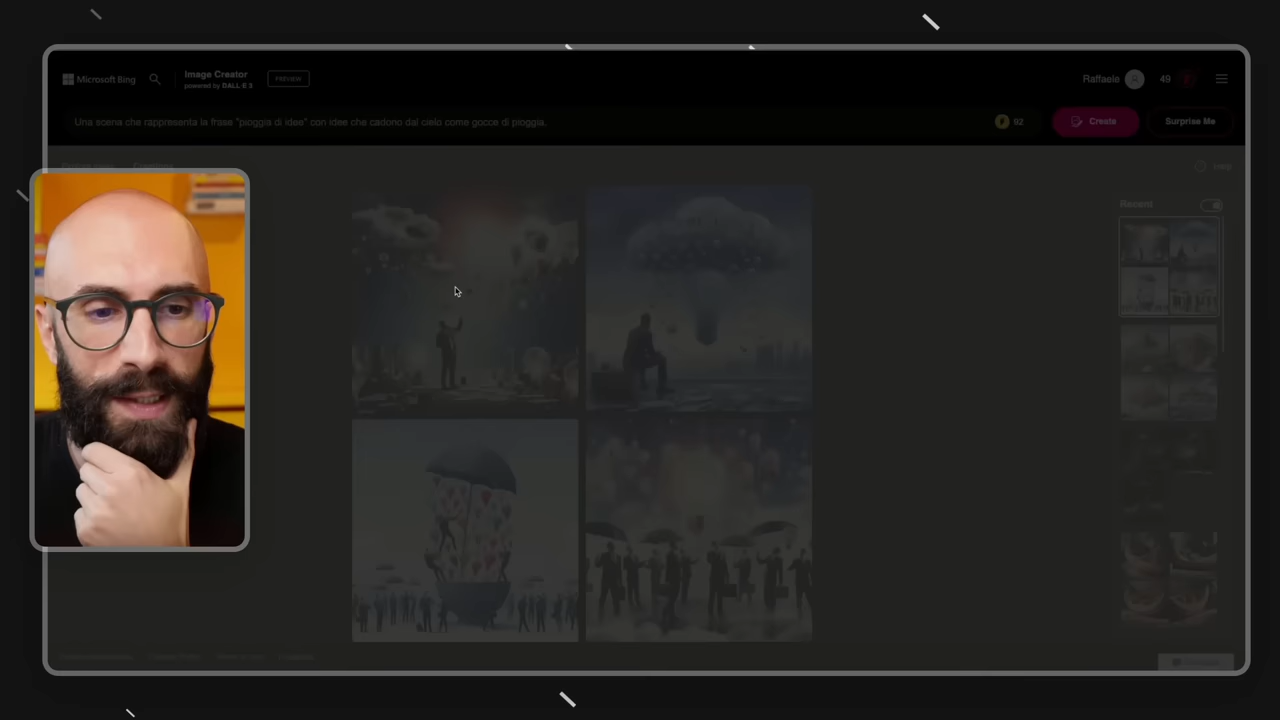 Microsoft Bing
Image Creator
powered by DALL·E 3
PREVIEW
Raffaele
49
Una scena che rappresenta la frase "pioggia di idee" con idee che cadono dal cielo come gocce di pioggia.
92
Create
Surprise Me
Recent